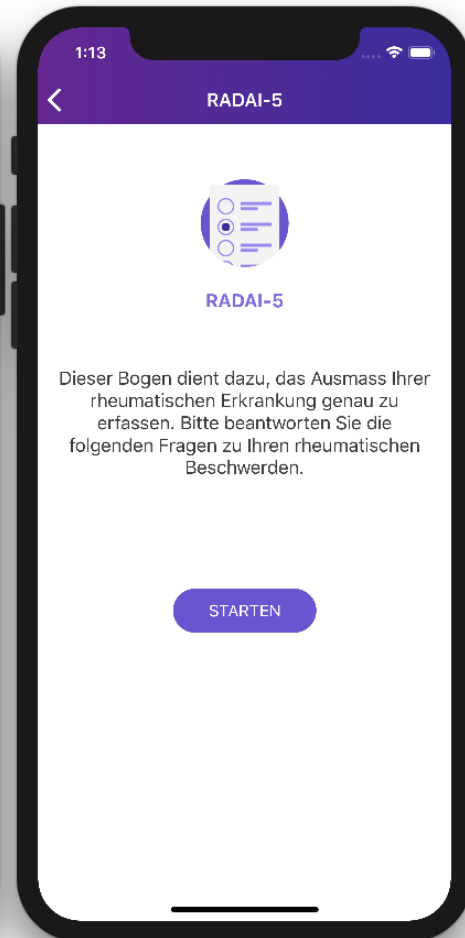 1:13
RADAI-5
RADAI-5
Dieser Bogen dient dazu, das Ausmass Ihrer
rheumatischen Erkrankung genau zu
erfassen. Bitte beantworten Sie die
folgenden Fragen zu Ihren rheumatischen
Beschwerden.
STARTEN